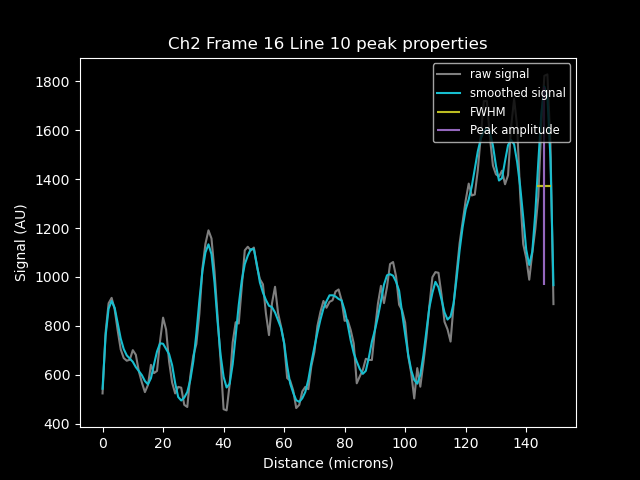 Ch2 Frame 16 Line 10 peak properties
raw signal
smoothed signal
FWHM
Peak amplitude
Signal (AU)
1800
1600
1400
1200
1000
800
600
400
0 20 40 60 80 100 120 140
Distance (microns)